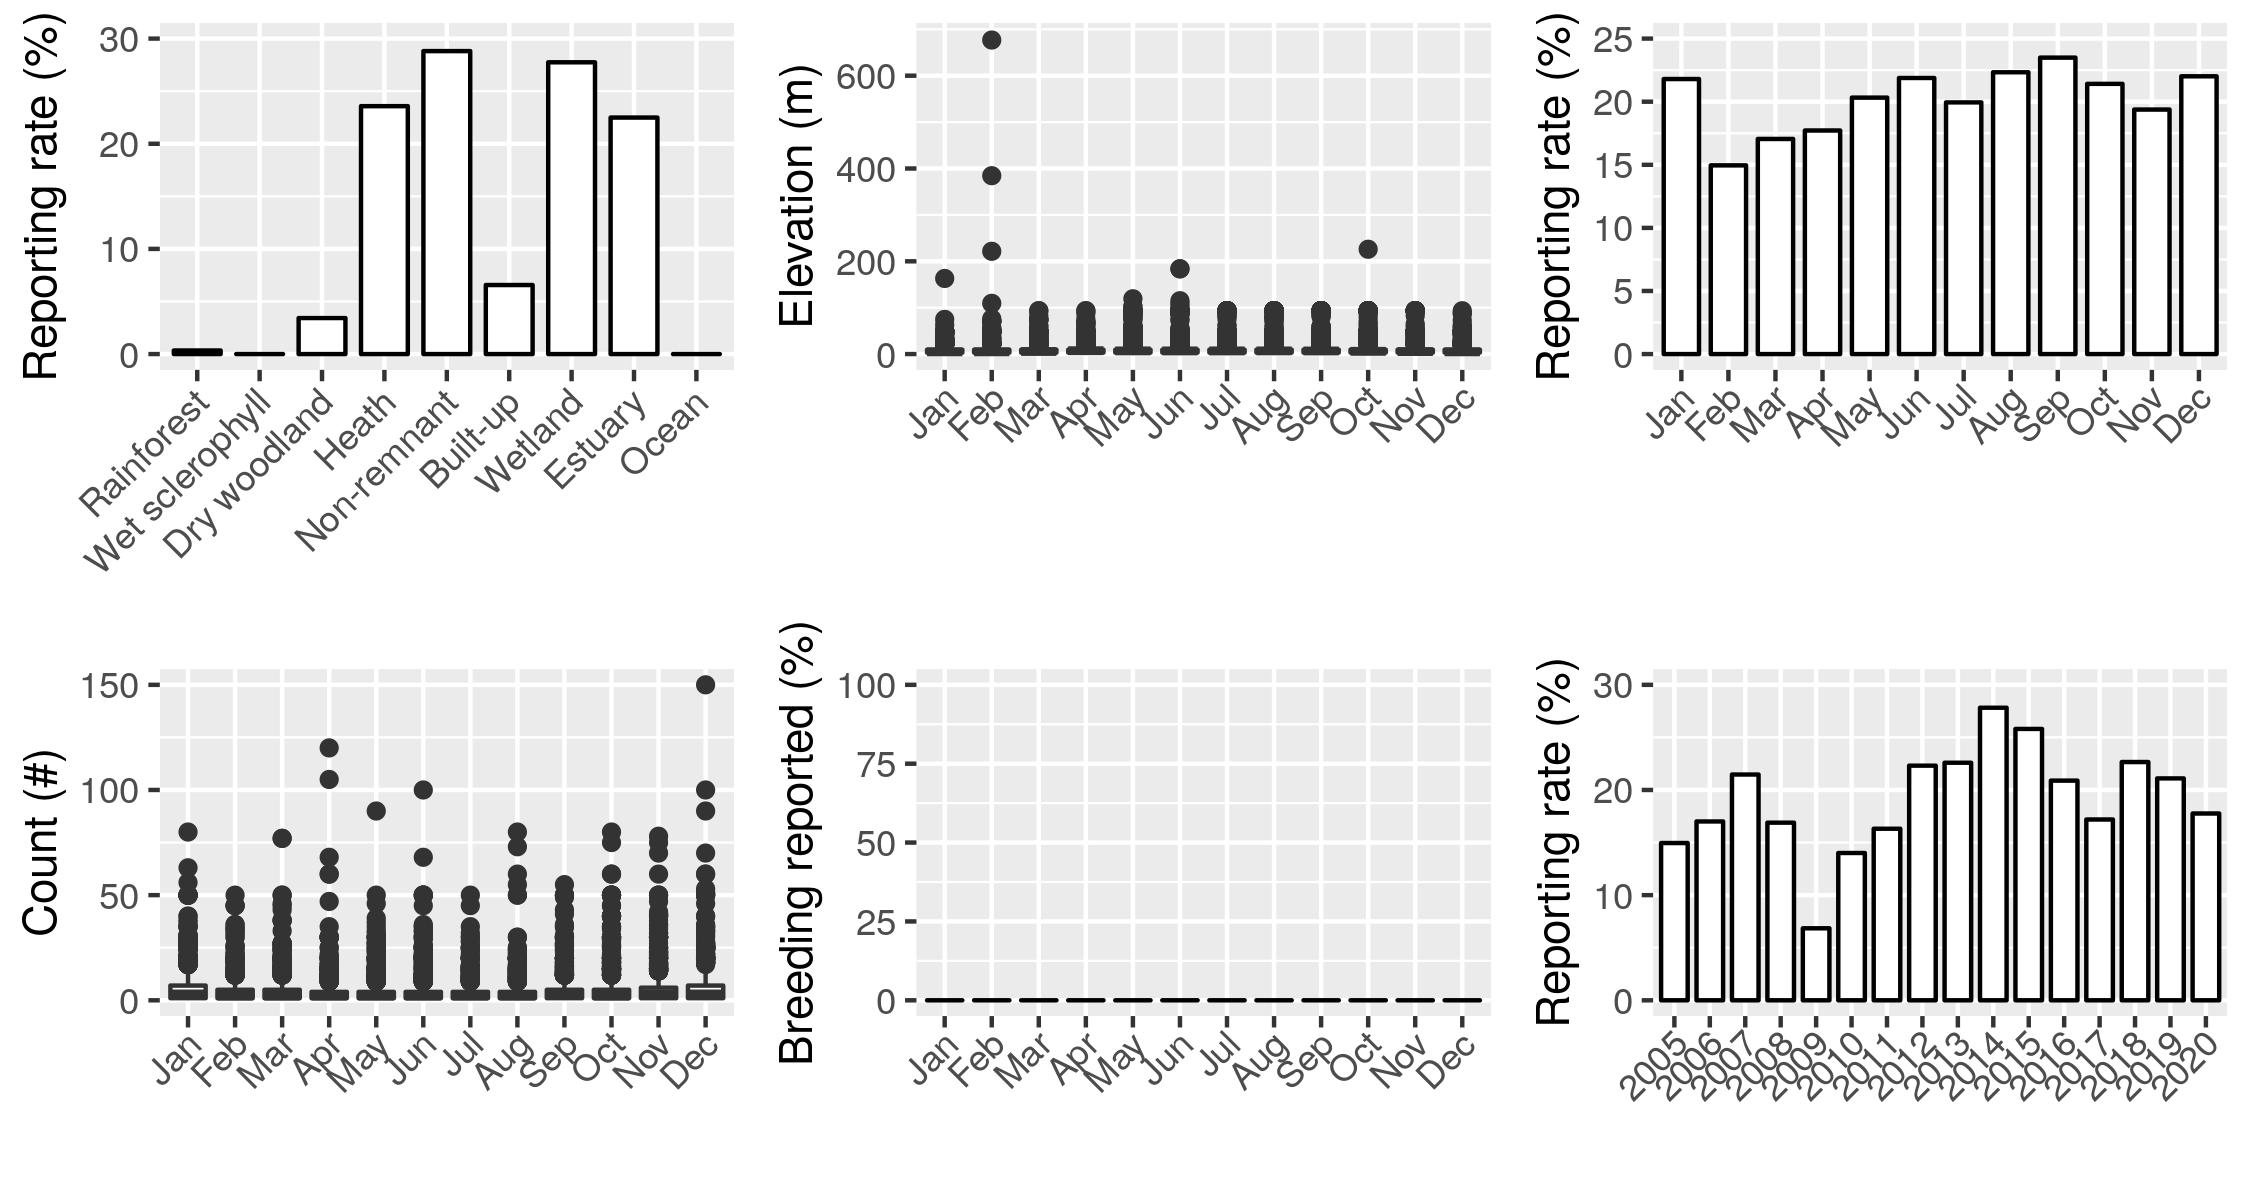 Reporting rate (%)
30
20
10
0
Rainforest
Wet sclerophyll
Dry woodland
Heath
Non-remnant
Built-up
Wetland
Estuary
Ocean
Elevation (m)
600
400
200
0
Jan
Feb
Mar
Apr
May
Jun
Jul
Aug
Sep
Oct
Nov
Dec
Reporting rate (%)
25
20
15
10
5
0
Jan
Feb
Mar
Apr
May
Jun
Jul
Aug
Sep
Oct
Nov
Dec
Count (#)
150
100
50
0
Jan
Feb
Mar
Apr
May
Jun
Jul
Aug
Sep
Oct
Nov
Dec
Breeding reported (%)
100
75
50
25
0
Jan
Feb
Mar
Apr
May
Jun
Jul
Aug
Sep
Oct
Nov
Dec
Reporting rate (%)
30
20
10
0
2005
2006
2007
2008
2009
2010
2011
2012
2013
2014
2015
2016
2017
2018
2019
2020